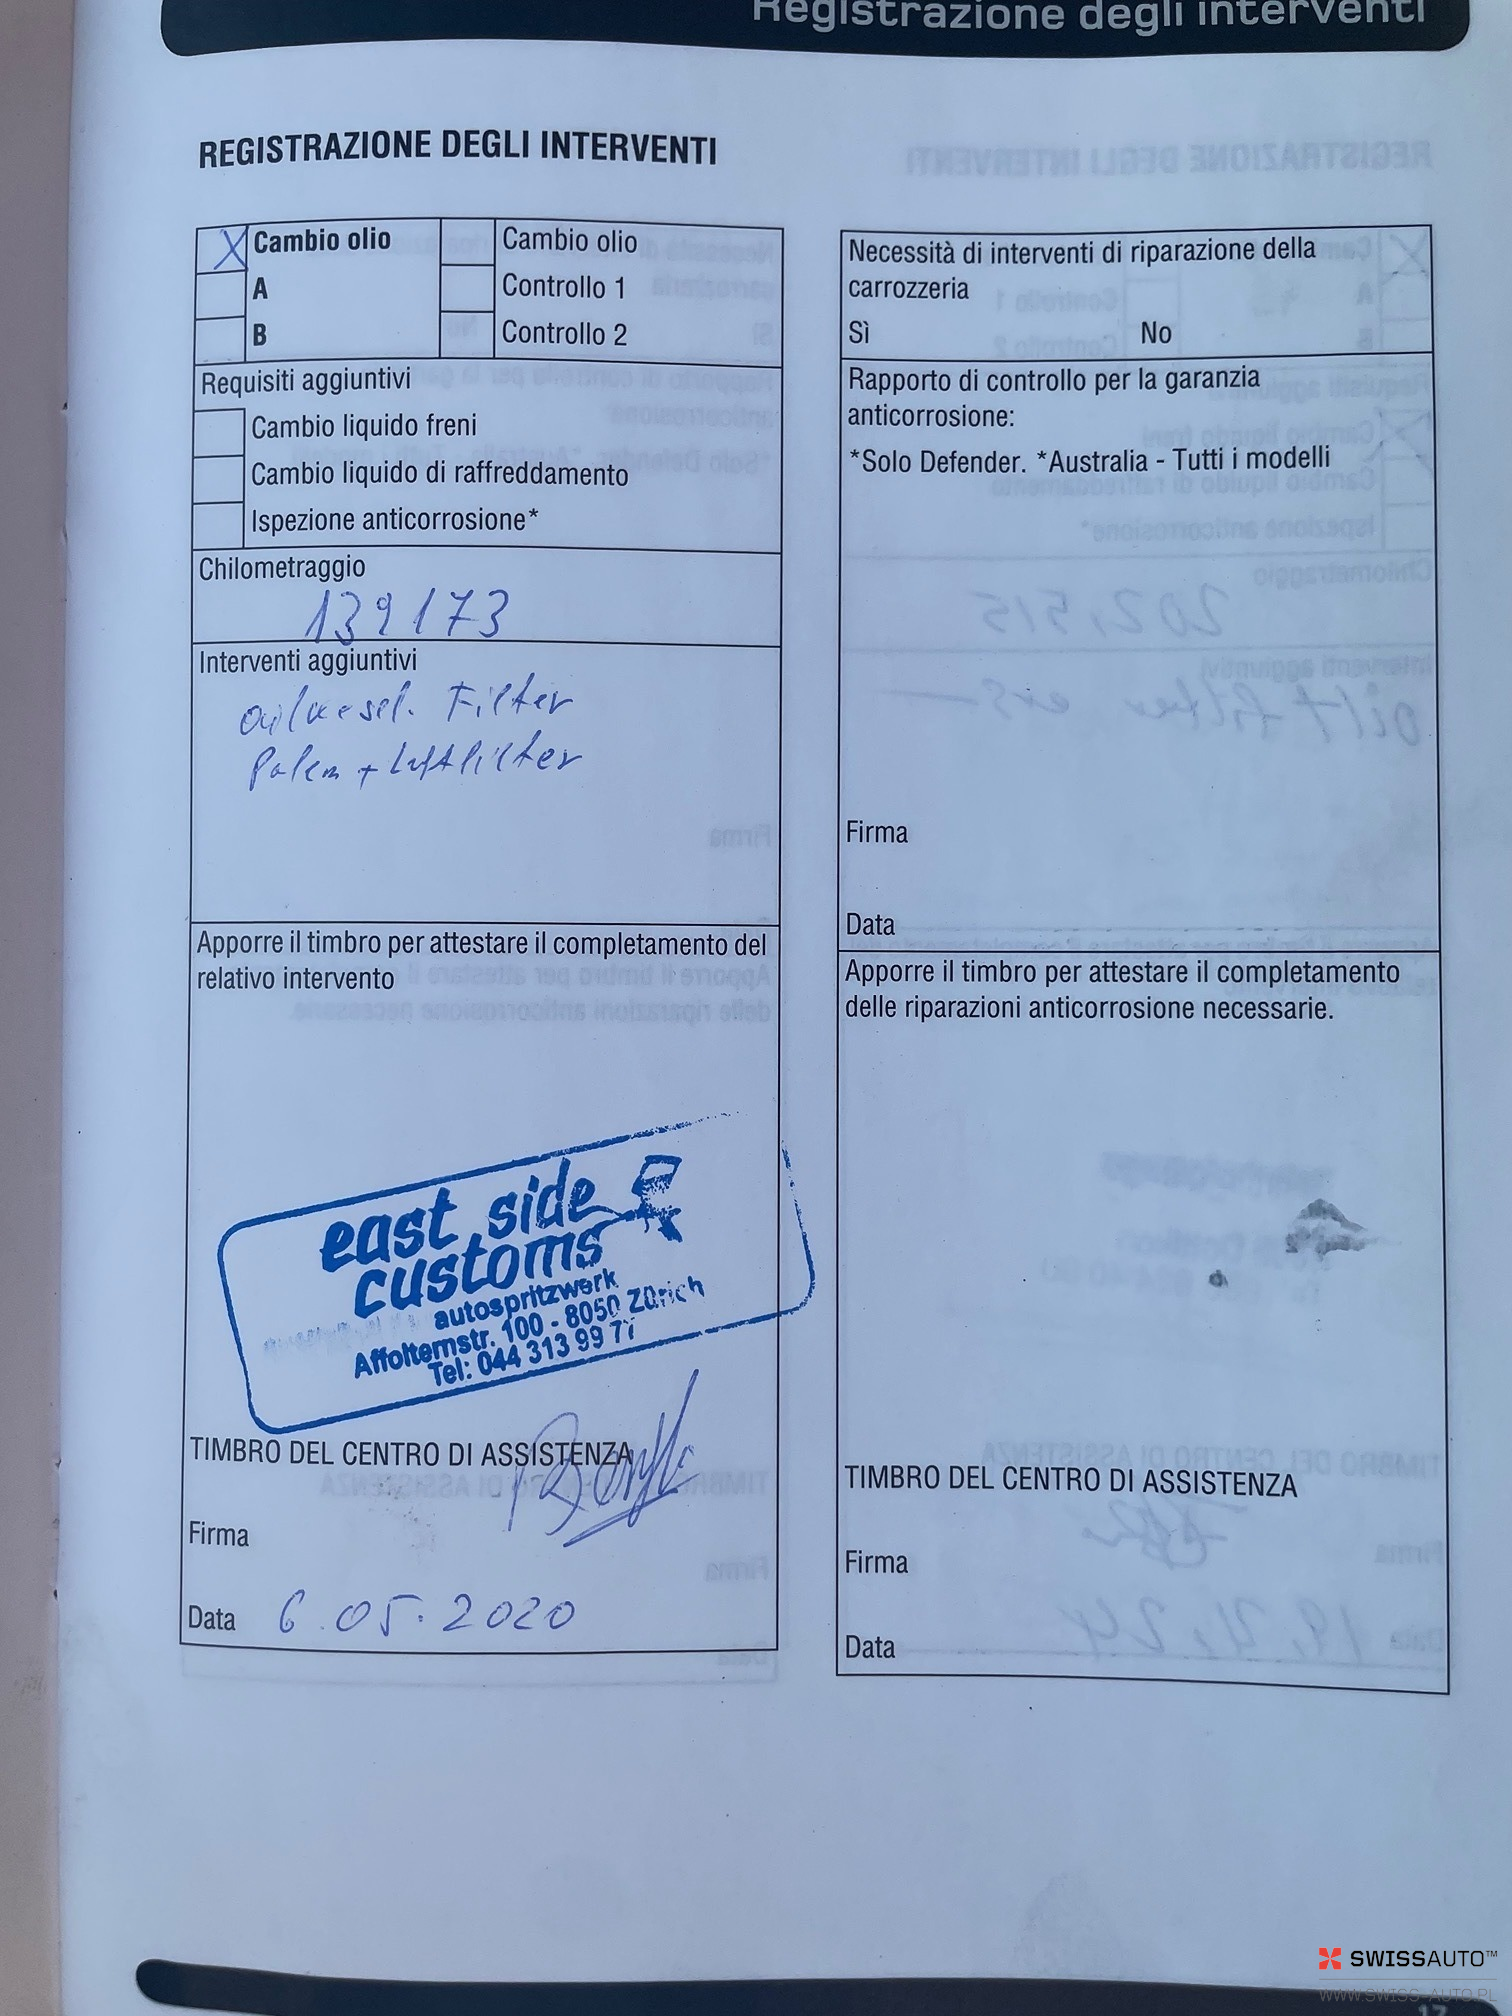 Registrazione degli interventi
REGISTRAZIONE DEGLI INTERVENTI
X Cambio olio
A
B
Cambio olio
Controllo 1
Controllo 2
Requisiti aggiuntivi
Cambio liquido freni
Cambio liquido di raffreddamento
Ispezione anticorrosione*
Chilometraggio
139173
Interventi aggiuntivi
Filter
+ Luftfilter
Apporre il timbro per attestare il completamento del
relativo intervento
east side
customs
autospritzwerk
Affolternstr. 100 - 8050 Zürich
Tel: 044 313 99 77
TIMBRO DEL CENTRO DI ASSISTENZA
Firma
Data 6.05.2020
Necessità di interventi di riparazione della
carrozzeria
Sì No
Rapporto di controllo per la garanzia
anticorrosione:
*Solo Defender. *Australia - Tutti i modelli
Firma
Data
Apporre il timbro per attestare il completamento
delle riparazioni anticorrosione necessarie.
TIMBRO DEL CENTRO DI ASSISTENZA
Firma
Data
SWISSAUTO™
WWW.SWISS-AUTO.PL